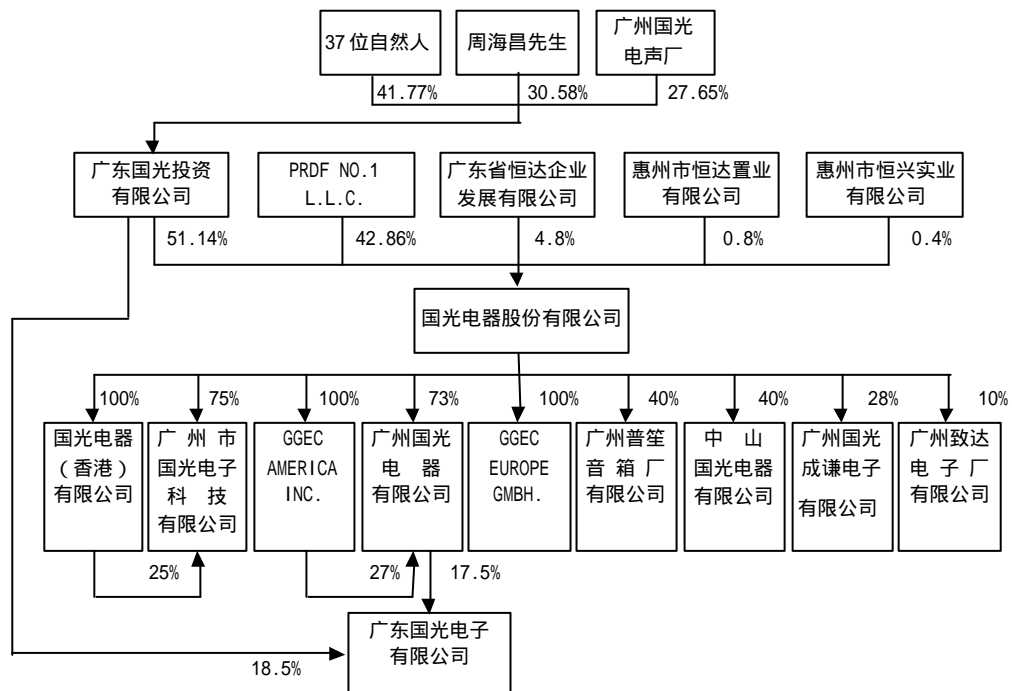 37 位自然人
周海昌先生
广州国光
电声厂
41.77%
30.58%
27.65%
广东国光投资
有限公司
PRDF NO.1
L.L.C.
广东省恒达企业
发展有限公司
惠州市恒达置业
有限公司
惠州市恒兴实业
有限公司
51.14%
42.86%
4.8%
0.8%
0.4%
国光电器股份有限公司
100%
75%
100%
73%
100%
40%
40%
28%
10%
国光电器
（香港）
有限公司
广 州 市
国光电子
科 技
有限公司
GGEC
AMERICA
INC.
广州国光
电 器
有限公司
GGEC
EUROPE
GMBH.
广州普笙
音 箱 厂
有限公司
中 山
国光电器
有限公司
广州国光
成谦电子
有限公司
广州致达
电 子 厂
有限公司
25%
27%
17.5%
广东国光电子
有限公司
18.5%